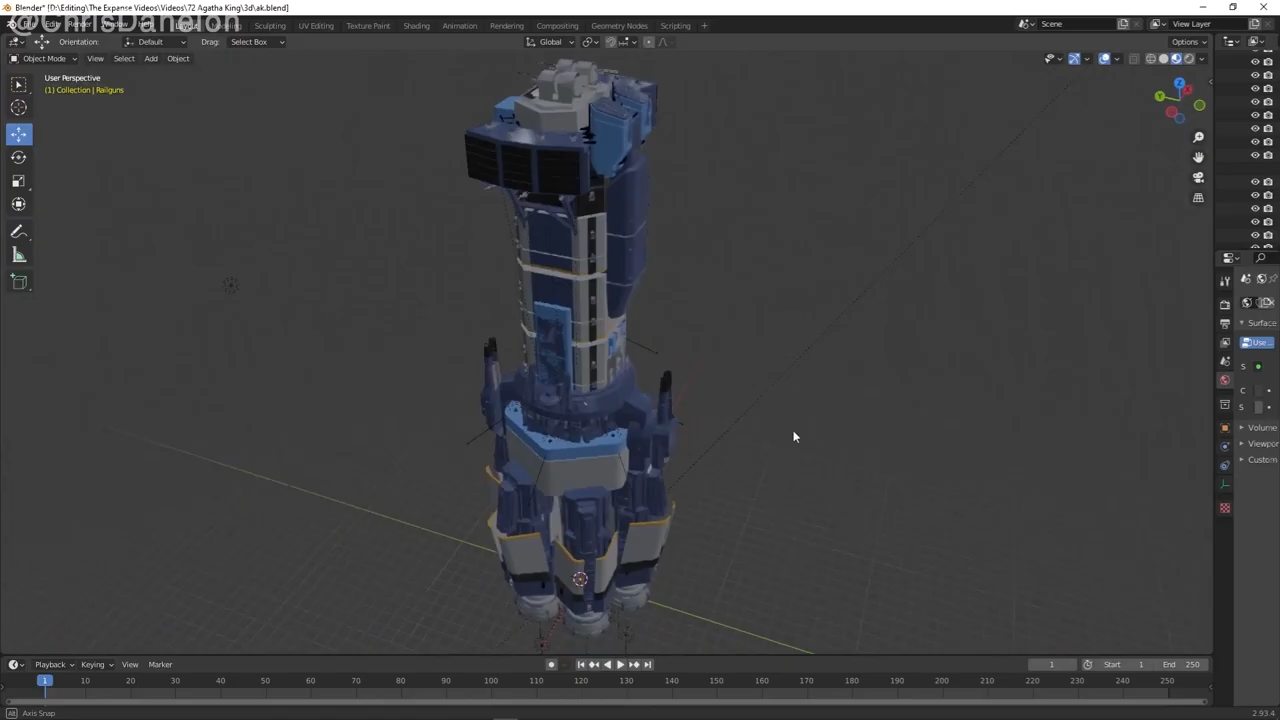 Blender* [D:\Editing\The Expanse Videos\Videos\72 Agatha King\3d\ak.blend]
@ChrisDanelon
Sculpting UV Editing Texture Paint Shading Animation Rendering Compositing Geometry Nodes Scripting +
Scene View Layer
Orientation: Default Drag: Select Box Global Options
Object Mode View Select Add Object
User Perspective
(1) Collection | Railguns
Z
Y
X
Surface
Use ...
S
C
S
Volume
Viewpor
Custom
Playback Keying View Marker 1 Start 1 End 250
1 10 20 30 40 50 60 70 80 90 100 110 120 130 140 150 160 170 180 190 200 210 220 230 240 250
Axis Snap 2.93.4